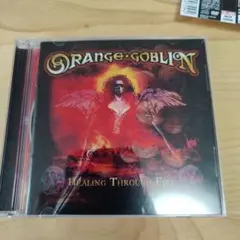 ORANGE·GOBLIN
HEALING THROUGH FIRE